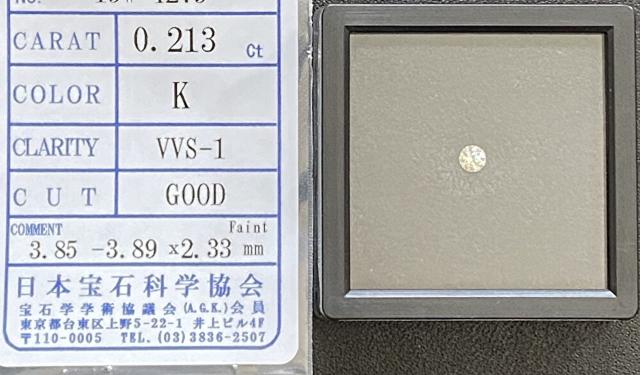 CARAT 0.213 Ct
COLOR K
CLARITY VVS-1
CUT GOOD
COMMENT Faint
3.85 -3.89 x2.33 mm
日本宝石科学協会
宝石学学術協議会(A.G.K.)会員
東京都台東区上野5-22-1 井上ビル4F
〒110-0005 TEL.(03)3836-2507